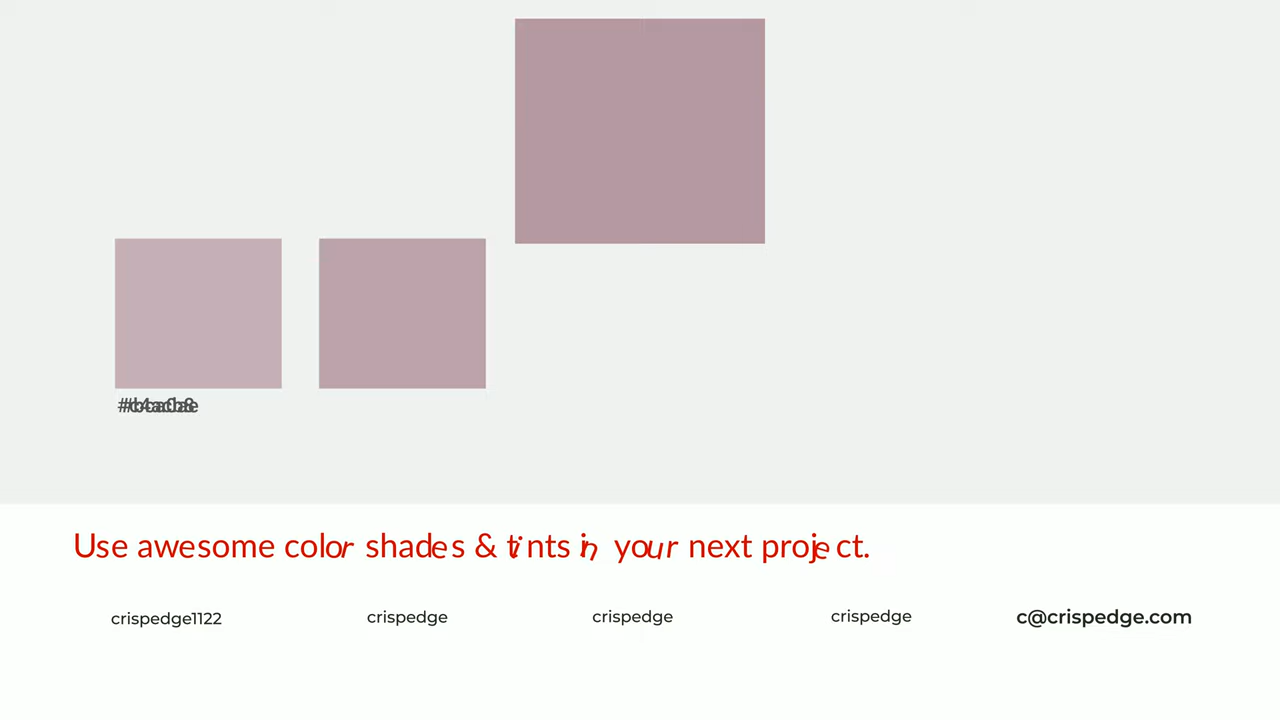 Use awesome color shades & tints in your next project.
crispedge1122 crispedge crispedge crispedge c@crispedge.com